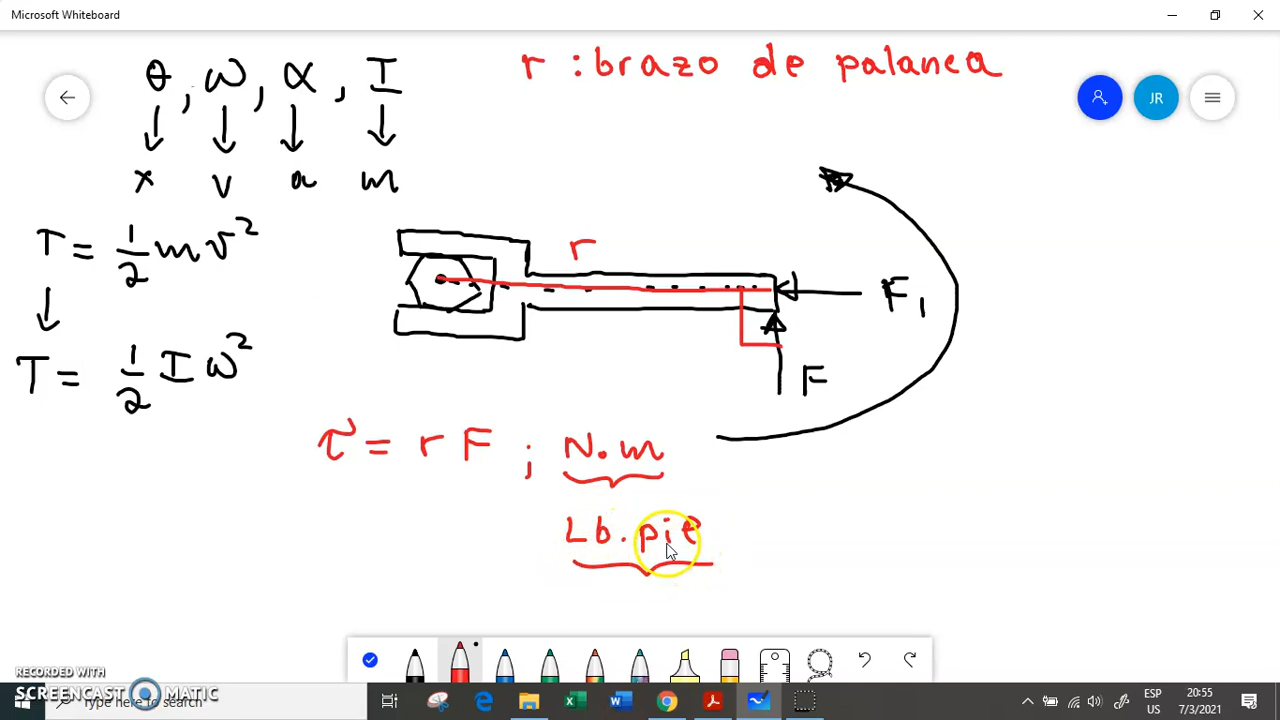 Microsoft Whiteboard
r : brazo de palanca
θ, ω, α, I
↓ ↓ ↓ ↓
x v a m
JR
T = 1/2 m v²
↓
T = 1/2 I ω²
r
F₁
F
τ = r F ; N.m
Lb.pie
RECORDED WITH
SCREENCAST MATIC
here to search
ESP
US
20:55
7/3/2021